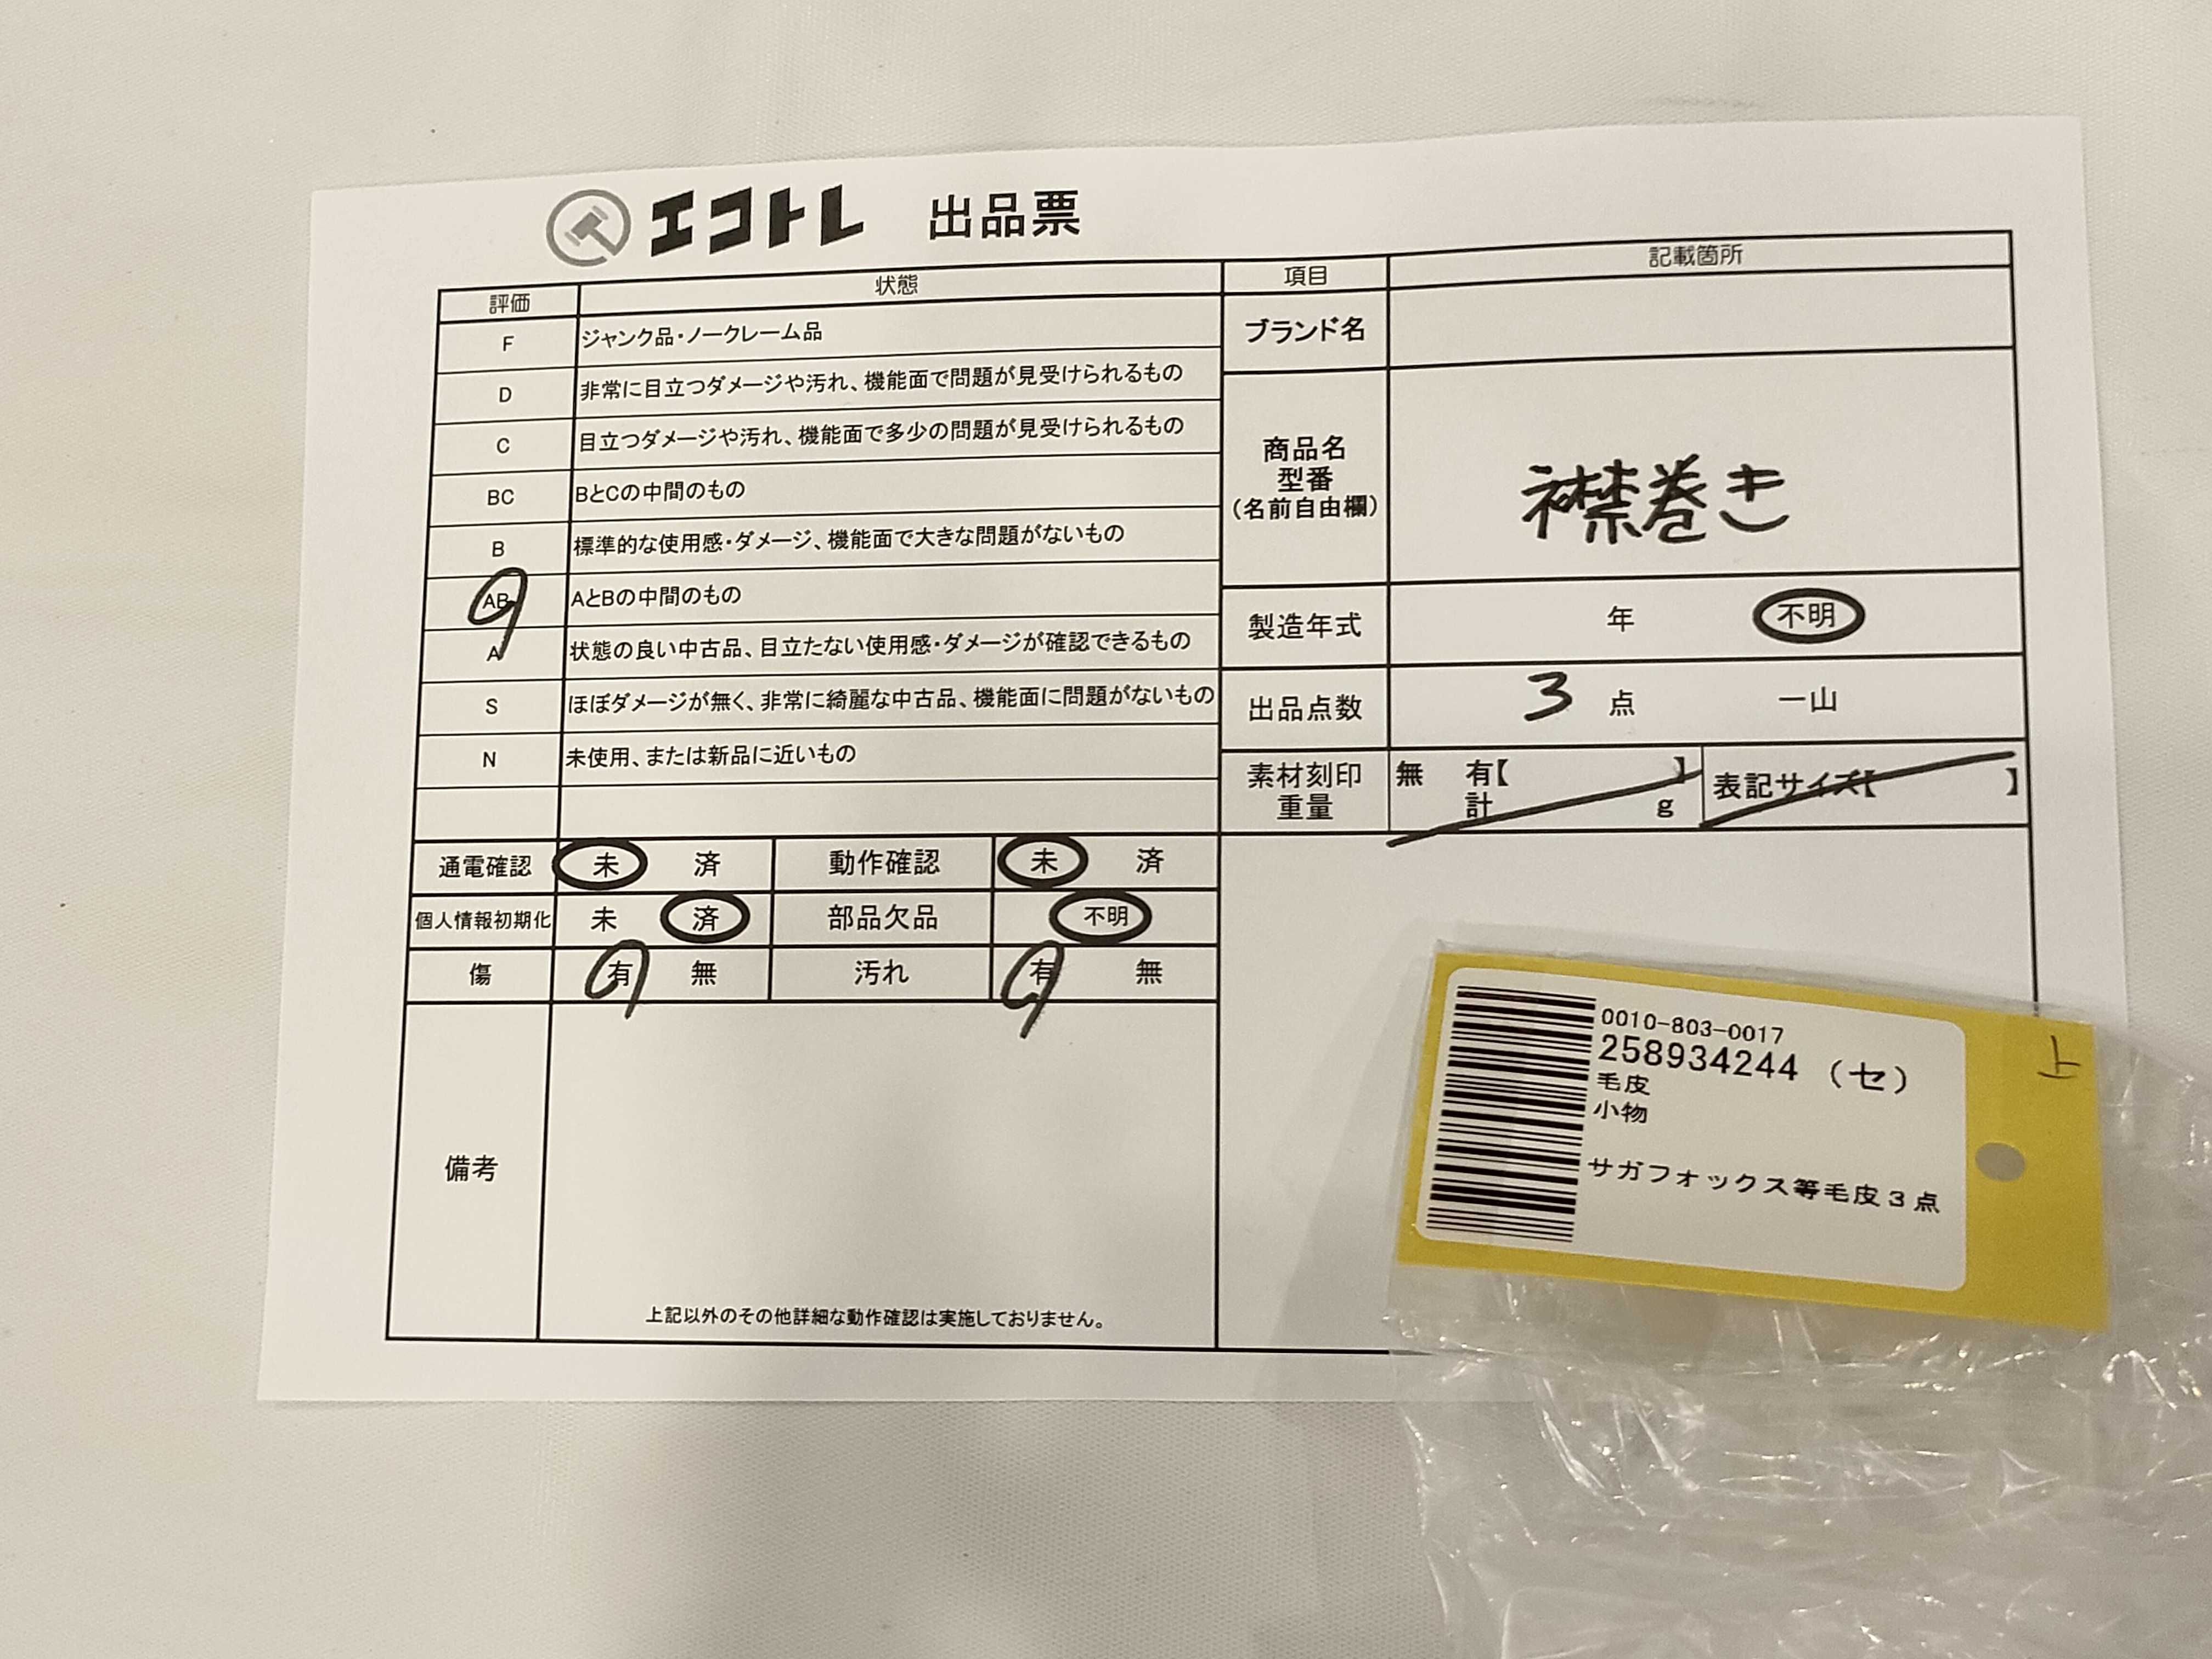 エコトレ 出品票
評価 状態
F ジャンク品・ノークレーム品
D 非常に目立つダメージや汚れ、機能面で問題が見受けられるもの
C 目立つダメージや汚れ、機能面で多少の問題が見受けられるもの
BC BとCの中間のもの
B 標準的な使用感・ダメージ、機能面で大きな問題がないもの
AB AとBの中間のもの
A 状態の良い中古品、目立たない使用感・ダメージが確認できるもの
S ほぼダメージが無く、非常に綺麗な中古品、機能面に問題がないもの
N 未使用、または新品に近いもの
通電確認 未 済 動作確認 未 済
個人情報初期化 未 済 部品欠品 不明
傷 有 無 汚れ 有 無
備考
上記以外のその他詳細な動作確認は実施しておりません。
項目 記載箇所
ブランド名
商品名
型番
(名前自由欄)
襟巻き
製造年式 年 不明
出品点数 3 点 一山
素材刻印
重量
無 有【 】
計 g
表記サイズ【 】
0010-803-0017
258934244 (セ)
毛皮
小物
サガフォックス等毛皮3点
上